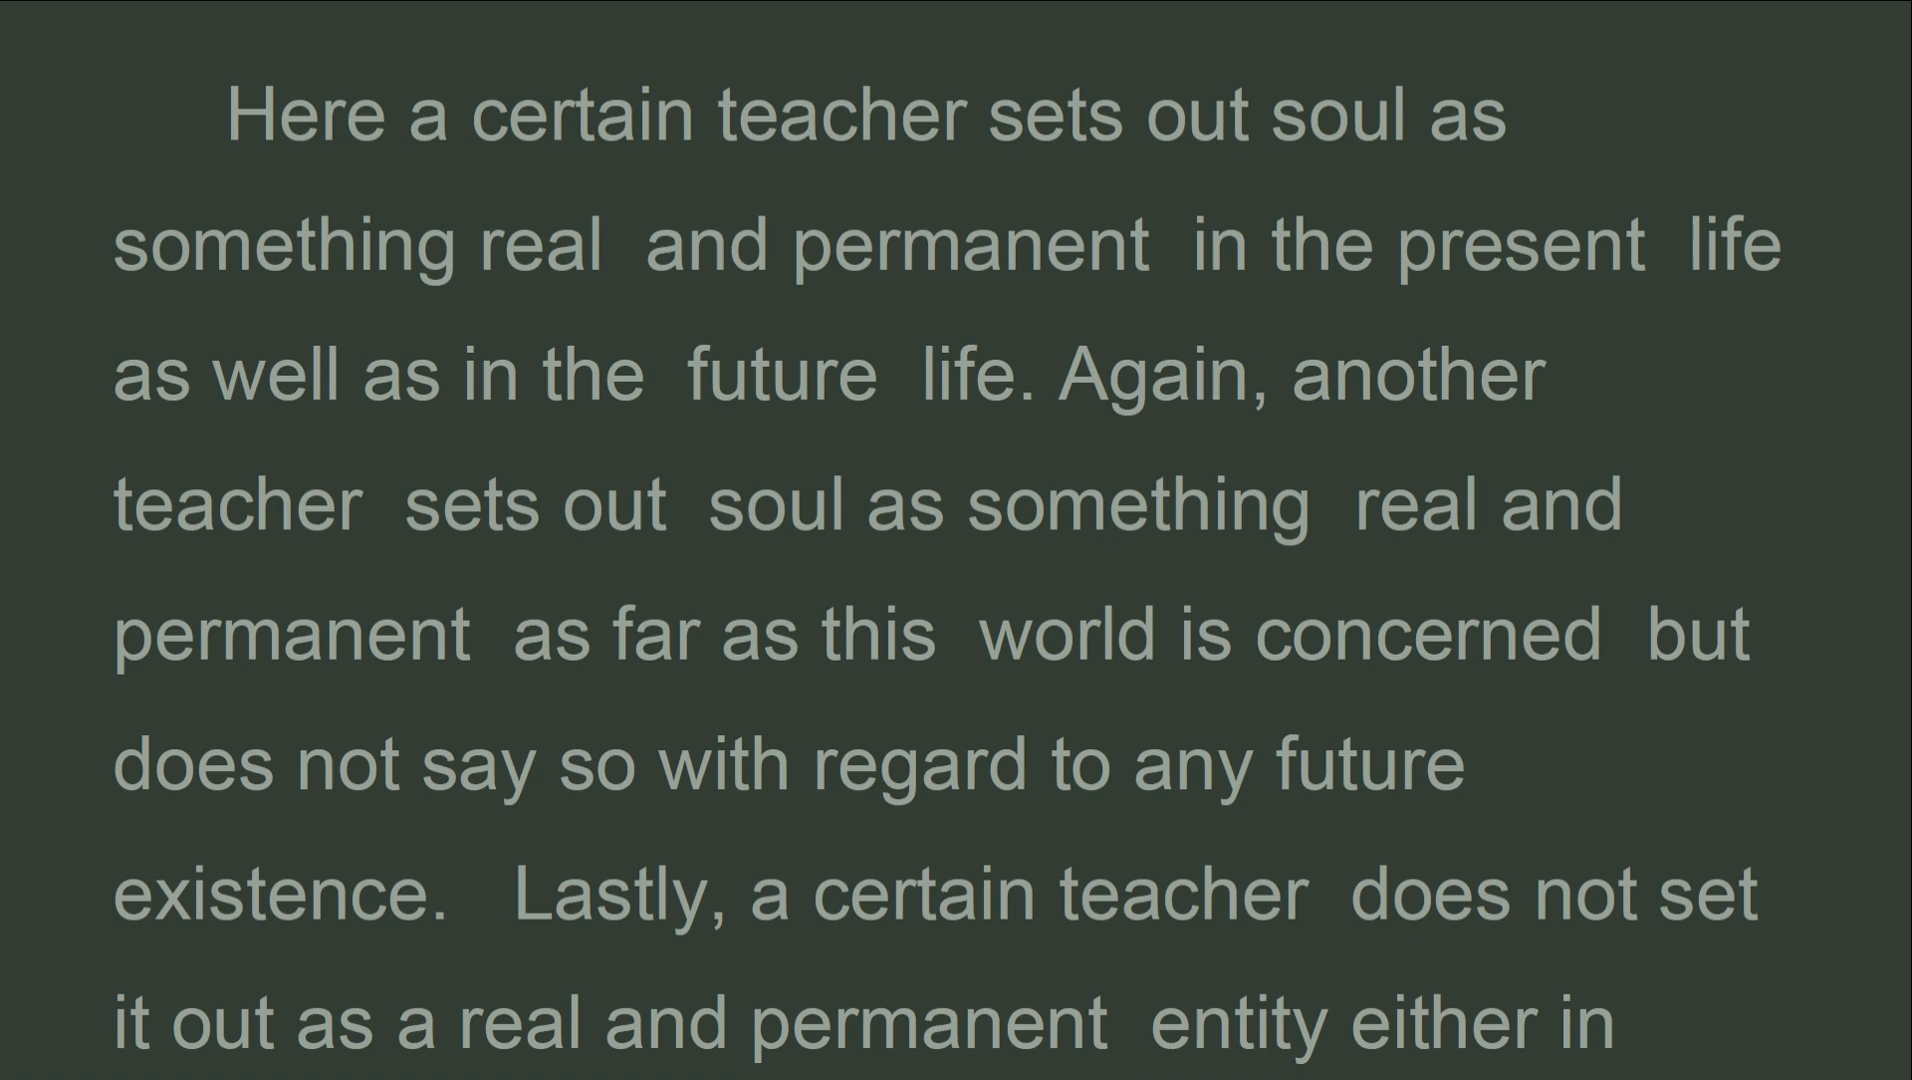 Here a certain teacher sets out soul as
something real and permanent in the present life
as well as in the future life. Again, another
teacher sets out soul as something real and
permanent as far as this world is concerned but
does not say so with regard to any future
existence. Lastly, a certain teacher does not set
it out as a real and permanent entity either in